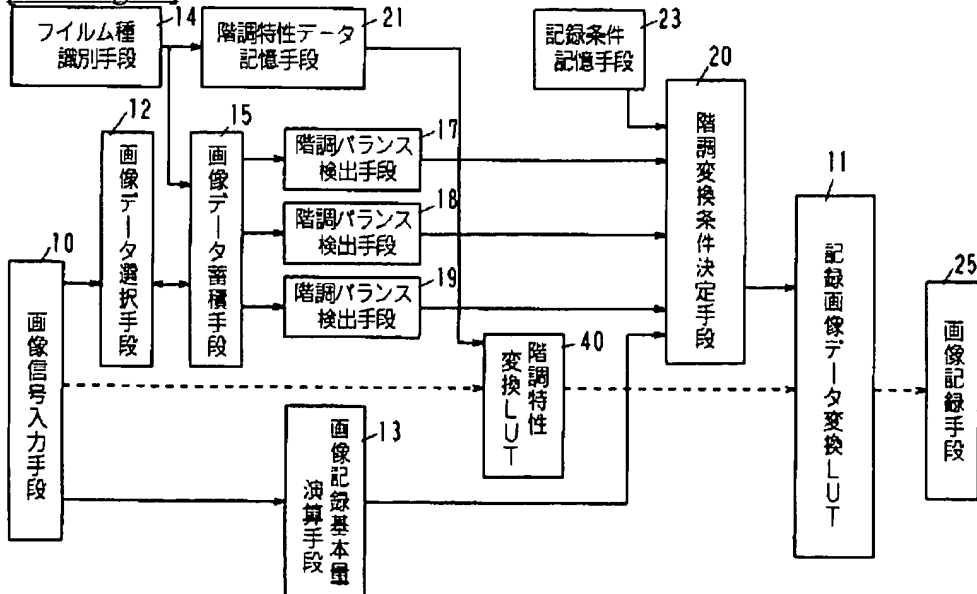 14
フイルム種
識別手段
21
階調特性データ
記憶手段
23
記録条件
記憶手段
20
階調変換条件決定手段
12
画像データ選択手段
15
画像データ蓄積手段
17
階調バランス
検出手段
18
階調バランス
検出手段
19
階調バランス
検出手段
10
画像信号入力手段
40
階調特性
変換LUT
13
画像記録基本量
演算手段
11
記録画像データ変換LUT
25
画像記録手段